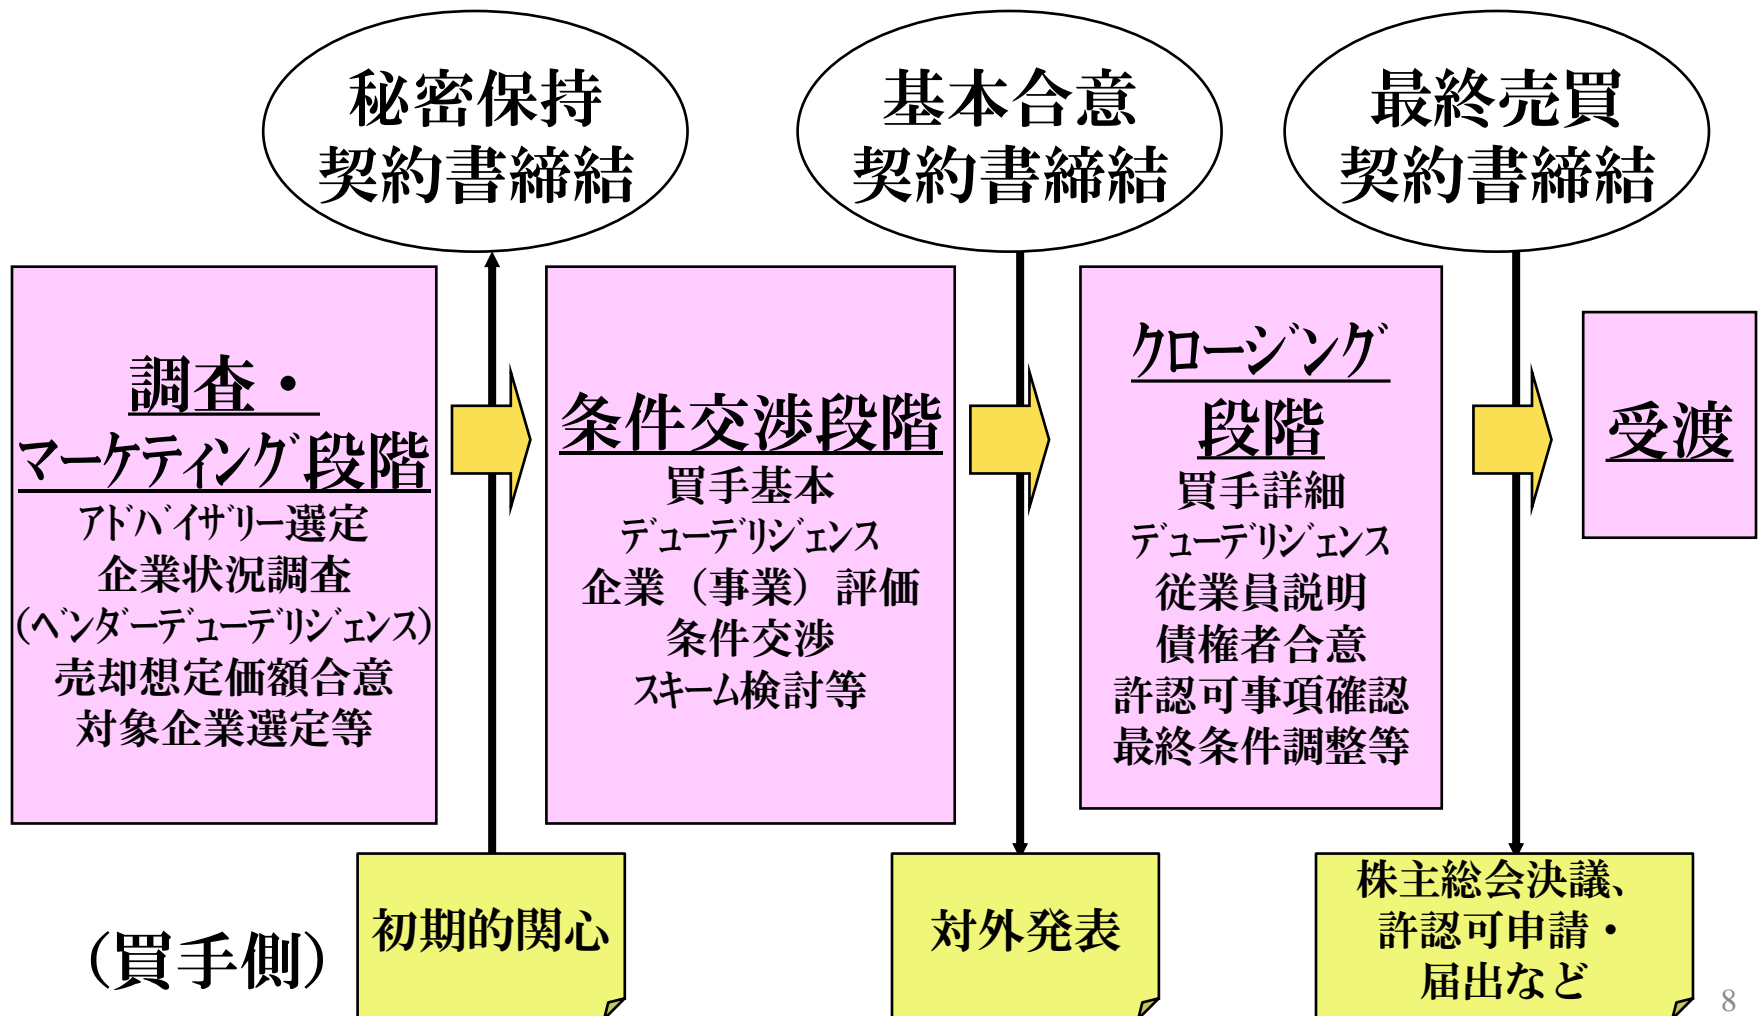 秘密保持
契約書締結
基本合意
契約書締結
最終売買
契約書締結
調査・
マーケティング段階
アドバイザリー選定
企業状況調査
(ベンダーデューデリジェンス)
売却想定価額合意
対象企業選定等
条件交渉段階
買手基本
デューデリジェンス
企業（事業）評価
条件交渉
スキーム検討等
クロージング
段階
買手詳細
デューデリジェンス
従業員説明
債権者合意
許認可事項確認
最終条件調整等
受渡
(買手側)
初期的関心
対外発表
株主総会決議、
許認可申請・
届出など
8